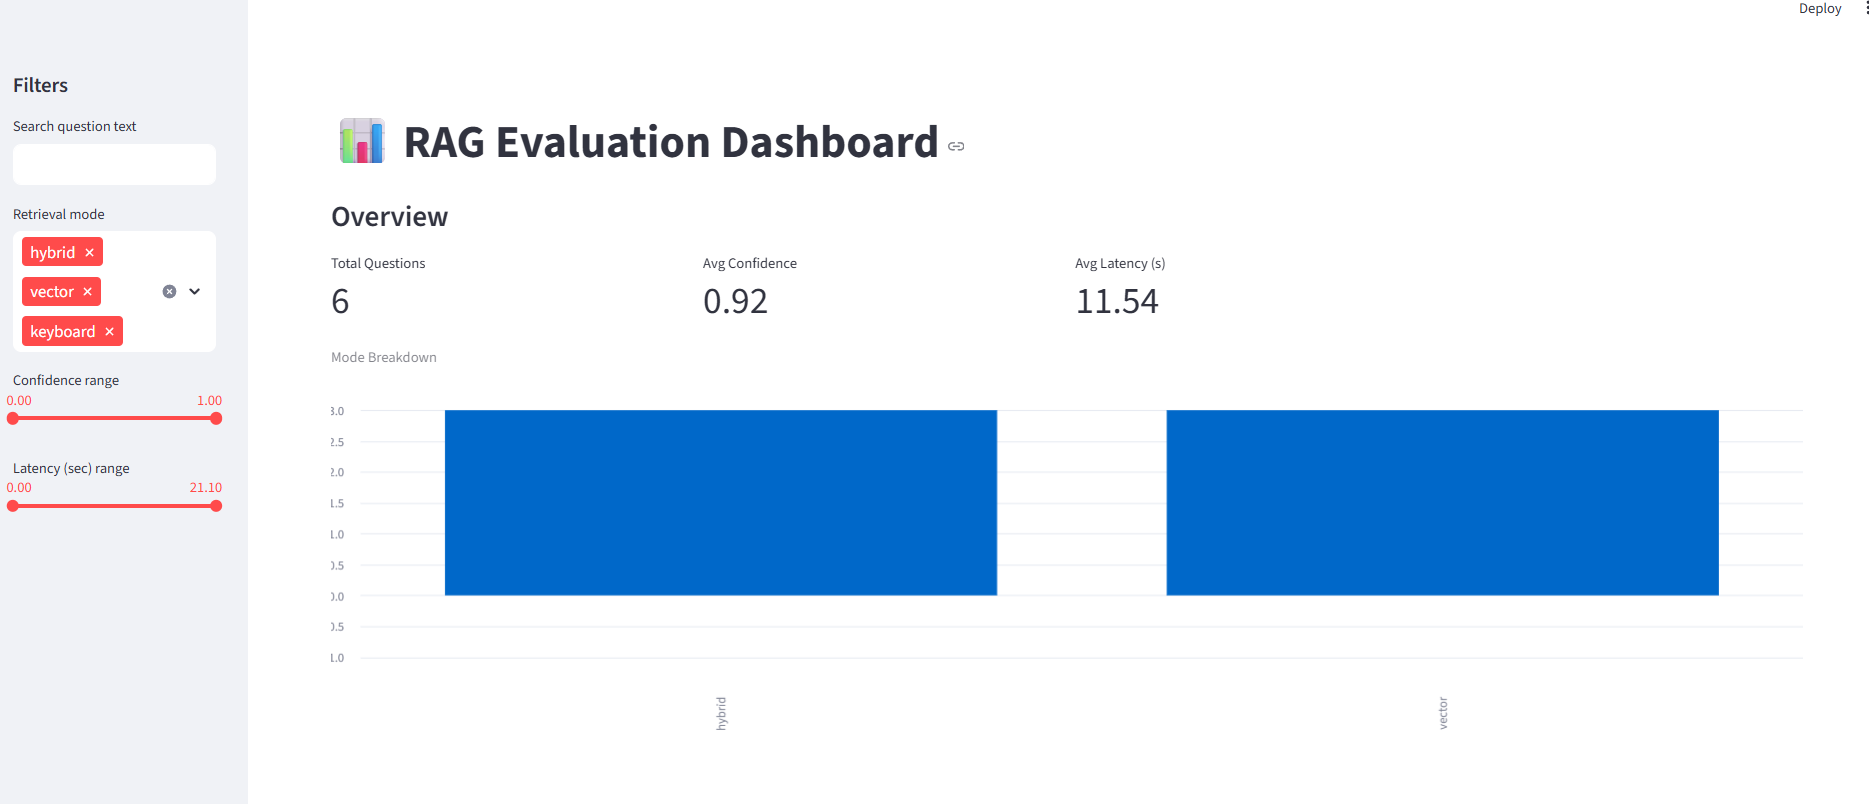 Deploy
Filters
Search question text
Retrieval mode
hybrid
vector
keyboard
Confidence range
0.00 1.00
Latency (sec) range
0.00 21.10
RAG Evaluation Dashboard
Overview
Total Questions
6
Avg Confidence
0.92
Avg Latency (s)
11.54
Mode Breakdown
3.0
2.5
2.0
1.5
1.0
0.5
0.0
0.5
1.0
hybrid
vector